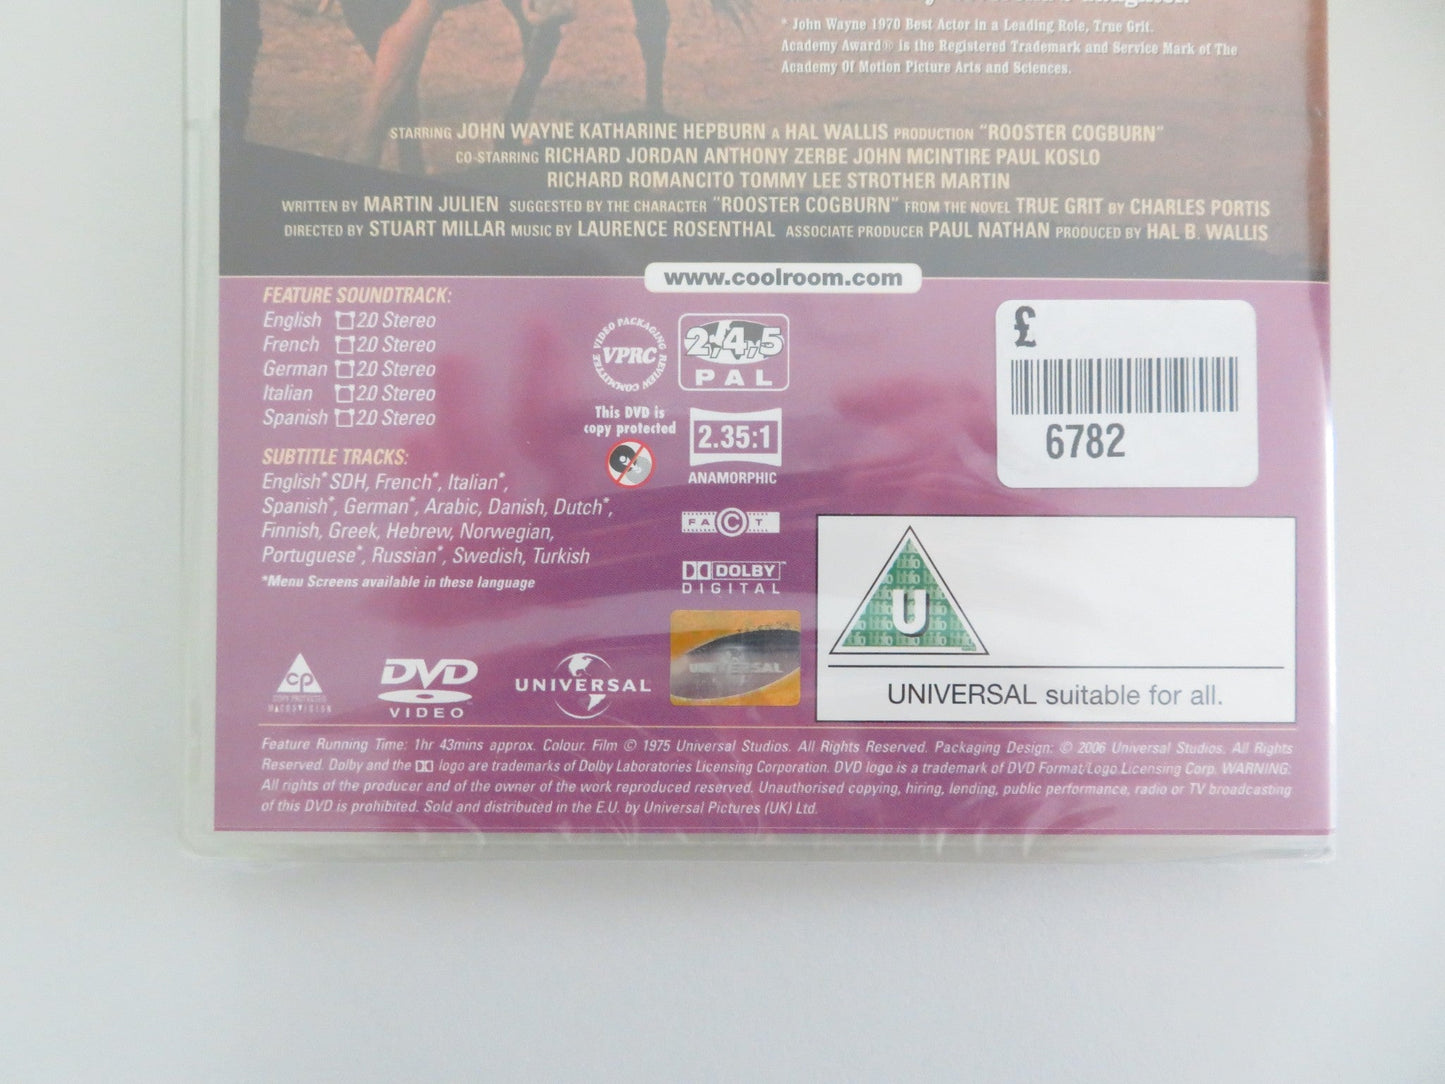 daughter.
* John Wayne 1970 Best Actor in a Leading Role, True Grit.
Academy Award® is the Registered Trademark and Service Mark of The
Academy Of Motion Picture Arts and Sciences.
STARRING JOHN WAYNE KATHARINE HEPBURN A HAL WALLIS PRODUCTION "ROOSTER COGBURN"
CO-STARRING RICHARD JORDAN ANTHONY ZERBE JOHN MCINTIRE PAUL KOSLO
RICHARD ROMANCITO TOMMY LEE STROTHER MARTIN
WRITTEN BY MARTIN JULIEN SUGGESTED BY THE CHARACTER "ROOSTER COGBURN" FROM THE NOVEL TRUE GRIT BY CHARLES PORTIS
DIRECTED BY STUART MILLAR MUSIC BY LAURENCE ROSENTHAL ASSOCIATE PRODUCER PAUL NATHAN PRODUCED BY HAL B. WALLIS
www.coolroom.com
FEATURE SOUNDTRACK:
English 2.0 Stereo
French 2.0 Stereo
German 2.0 Stereo
Italian 2.0 Stereo
Spanish 2.0 Stereo
SUBTITLE TRACKS:
English* SDH, French*, Italian*,
Spanish*, German*, Arabic, Danish, Dutch*,
Finnish, Greek, Hebrew, Norwegian,
Portuguese*, Russian*, Swedish, Turkish
*Menu Screens available in these language
VIDEO PACKAGING REVIEW COMMITTEE
VPRC
This DVD is
copy protected
2,4,5
PAL
2.35:1
ANAMORPHIC
FACT
DOLBY™
DIGITAL
UNIVERSAL
£
6782
U
UNIVERSAL suitable for all.
cp
COPY PROTECTED
MACROVISION
DVD
VIDEO
UNIVERSAL
Feature Running Time: 1hr 43mins approx. Colour. Film © 1975 Universal Studios. All Rights Reserved. Packaging Design: © 2006 Universal Studios. All Rights
Reserved. Dolby and the logo are trademarks of Dolby Laboratories Licensing Corporation. DVD logo is a trademark of DVD Format/Logo Licensing Corp. WARNING:
All rights of the producer and of the owner of the work reproduced reserved. Unauthorised copying, hiring, lending, public performance, radio or TV broadcasting
of this DVD is prohibited. Sold and distributed in the E.U. by Universal Pictures (UK) Ltd.